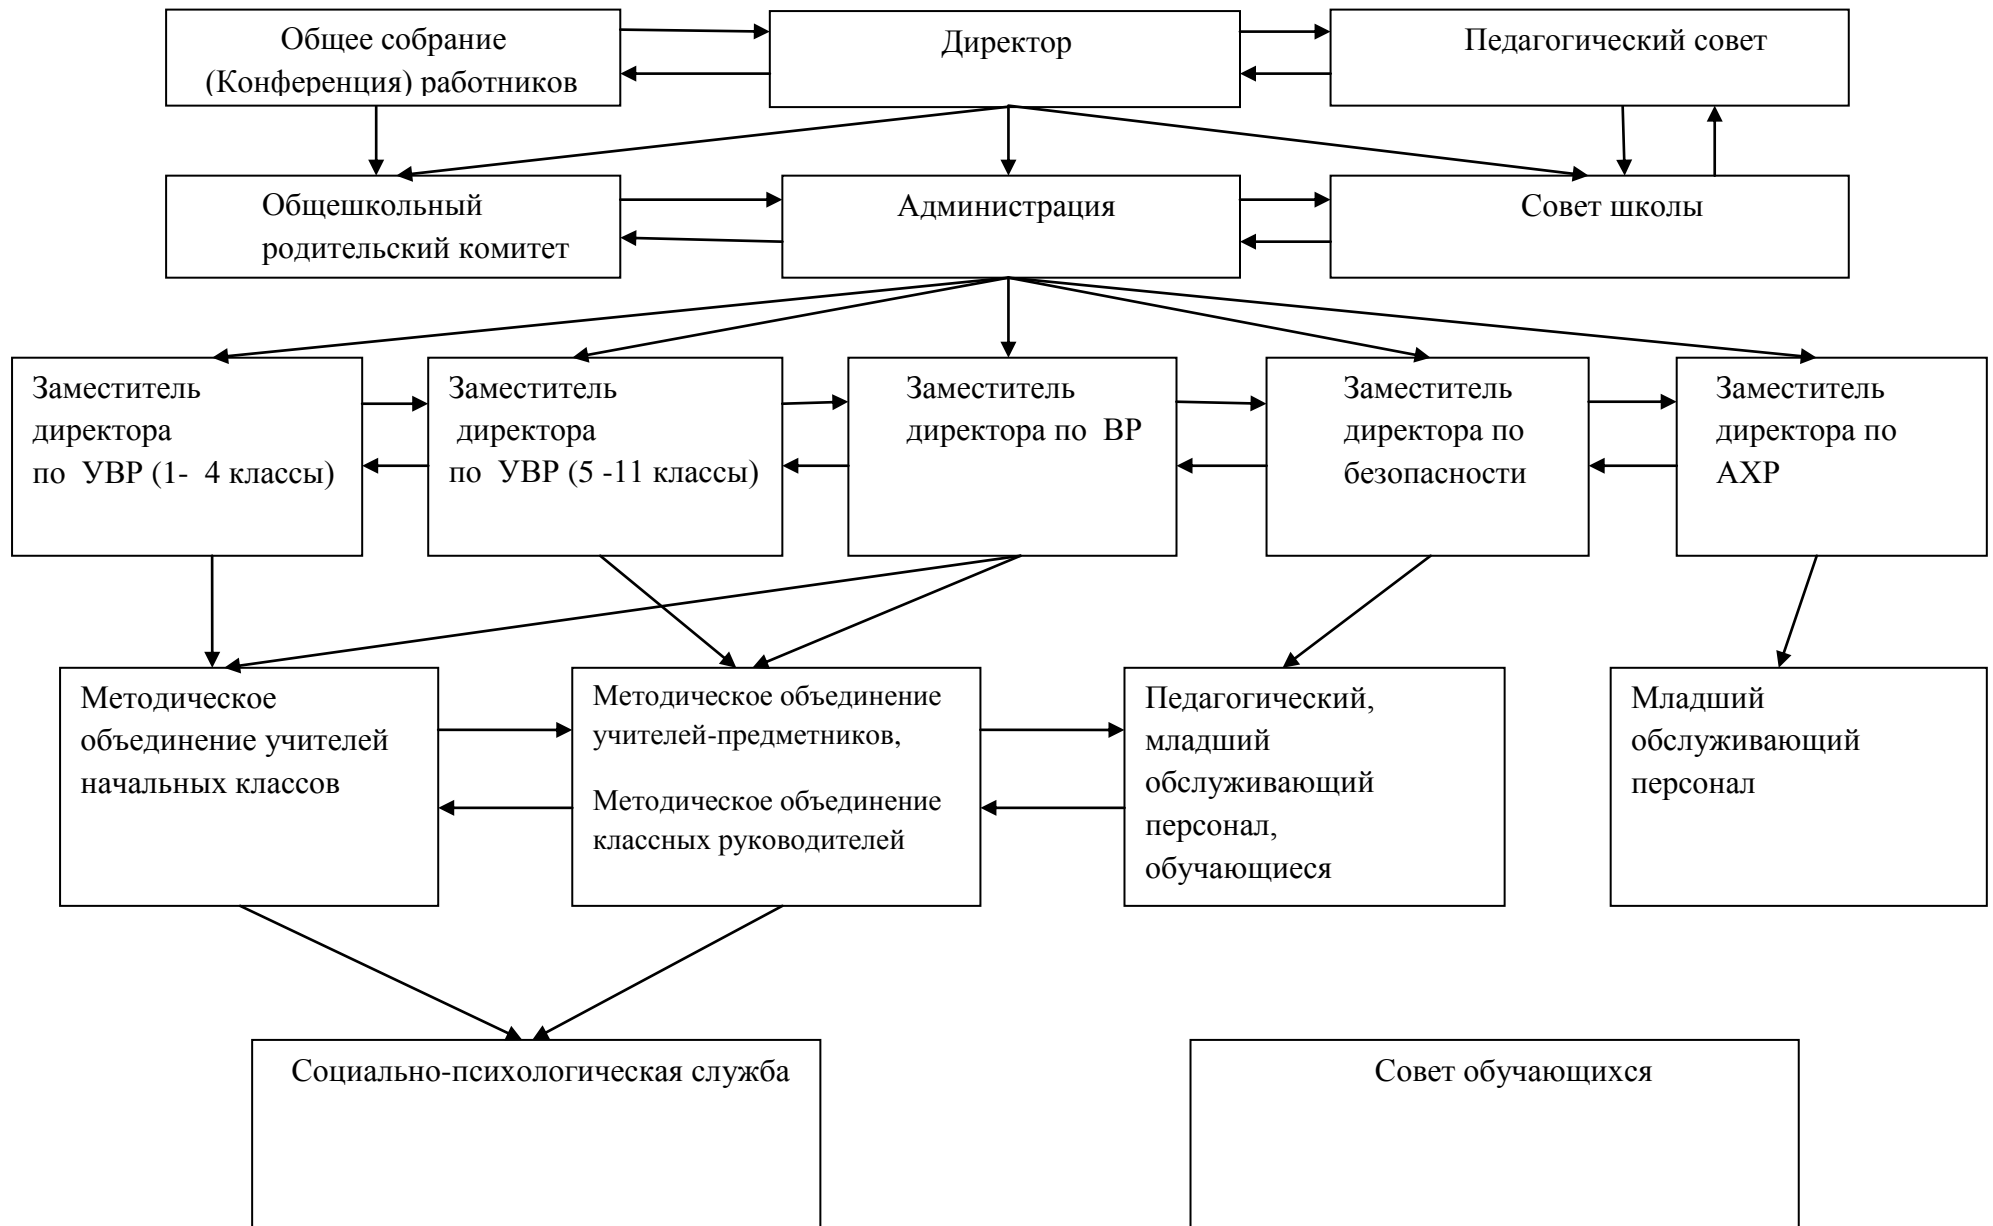 Общее собрание
(Конференция) работников
Директор
Педагогический совет
Общешкольный
родительский комитет
Администрация
Совет школы
Заместитель
директора
по УВР (1- 4 классы)
Заместитель
директора
по УВР (5 -11 классы)
Заместитель
директора по ВР
Заместитель
директора по
безопасности
Заместитель
директора по
АХР
Методическое
объединение учителей
начальных классов
Методическое объединение
учителей-предметников,
Методическое объединение
классных руководителей
Педагогический,
младший
обслуживающий
персонал,
обучающиеся
Младший
обслуживающий
персонал
Социально-психологическая служба
Совет обучающихся